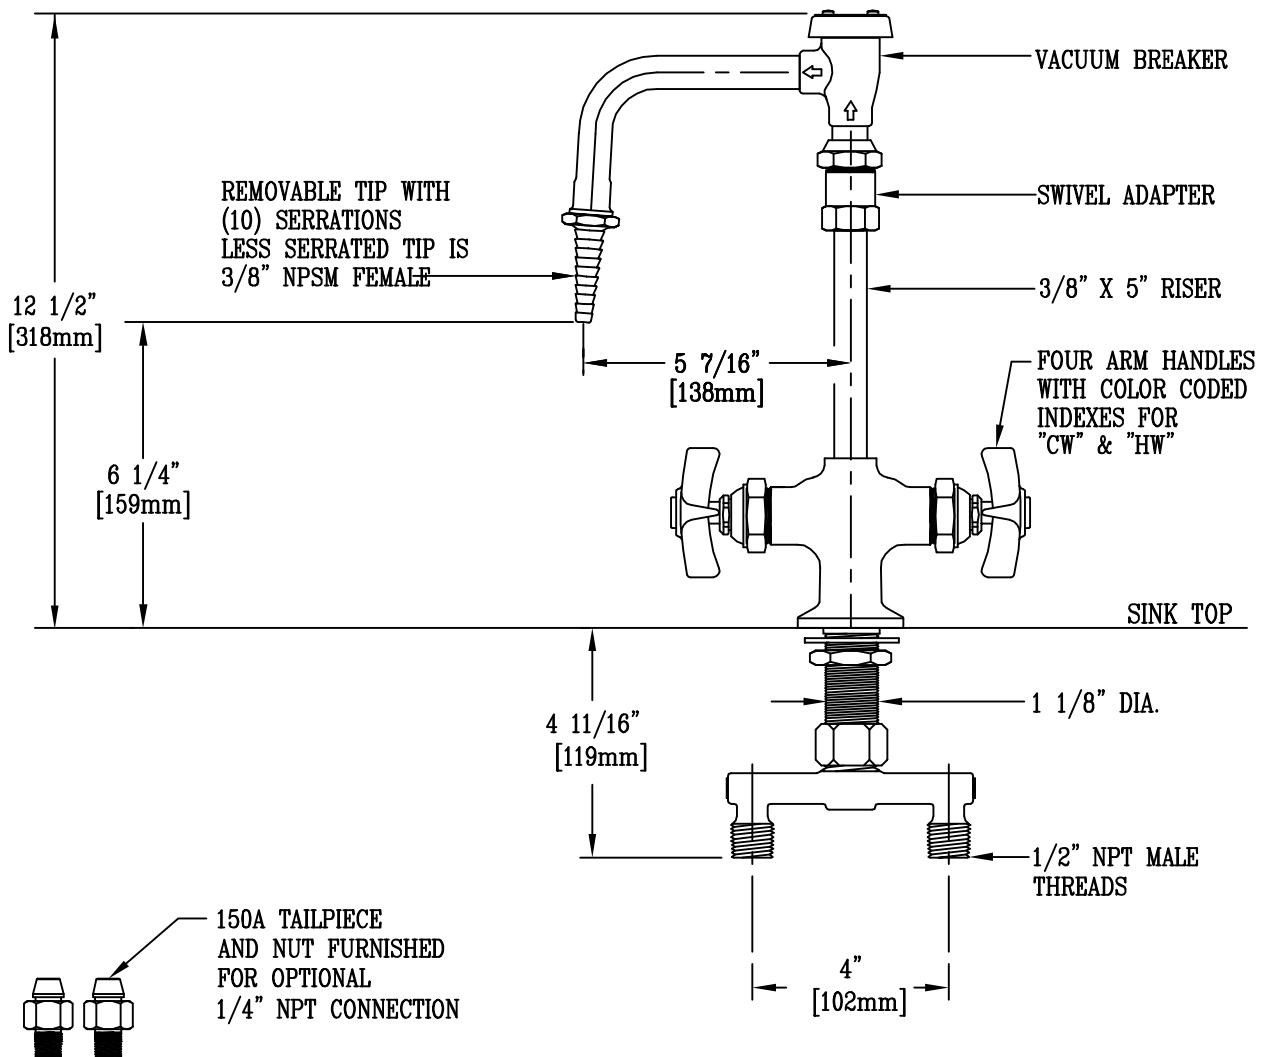 VACUUM BREAKER
REMOVABLE TIP WITH
(10) SERRATIONS
LESS SERRATED TIP IS
3/8" NPSM FEMALE
SWIVEL ADAPTER
3/8" X 5" RISER
12 1/2"
[318mm]
5 7/16"
[138mm]
FOUR ARM HANDLES
WITH COLOR CODED
INDEXES FOR
"CW" & "HW"
6 1/4"
[159mm]
SINK TOP
4 11/16"
[119mm]
1 1/8" DIA.
1/2" NPT MALE
THREADS
150A TAILPIECE
AND NUT FURNISHED
FOR OPTIONAL
1/4" NPT CONNECTION
4"
[102mm]